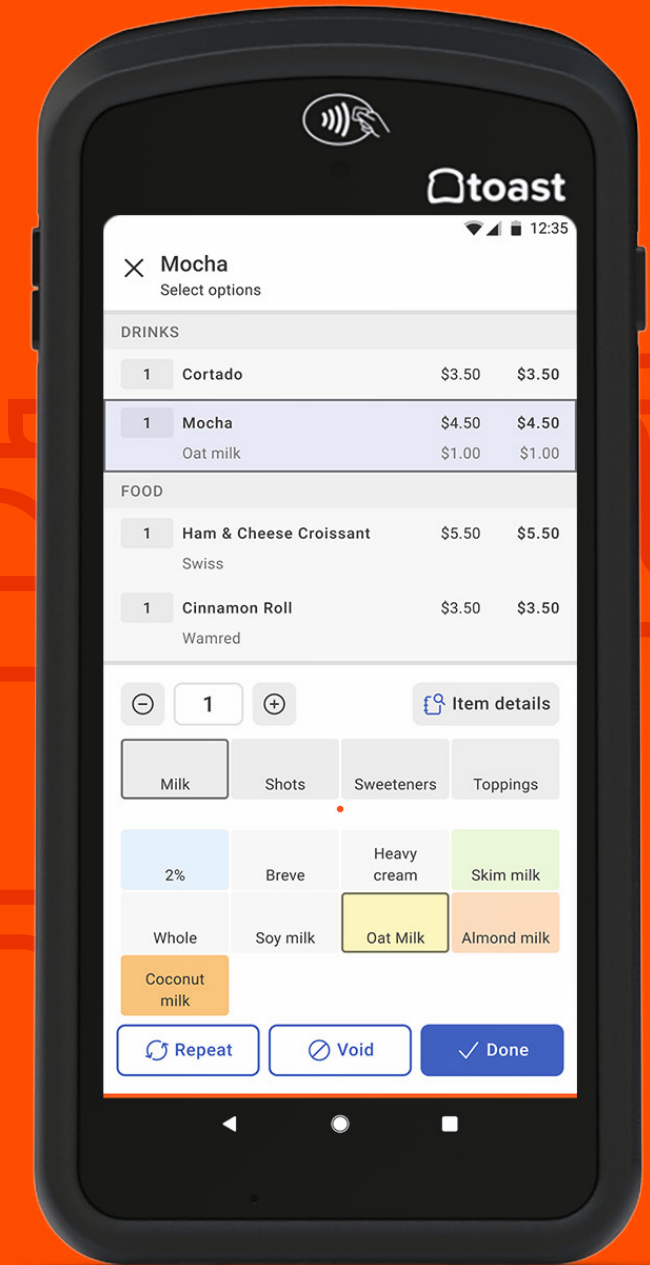 toast
12:35
Mocha
Select options
DRINKS
1 Cortado $3.50 $3.50
1 Mocha $4.50 $4.50
Oat milk $1.00 $1.00
FOOD
1 Ham & Cheese Croissant $5.50 $5.50
Swiss
1 Cinnamon Roll $3.50 $3.50
Wamred
1 Item details
Milk Shots Sweeteners Toppings
2% Breve Heavy cream Skim milk
Whole Soy milk Oat Milk Almond milk
Coconut milk
Repeat Void Done